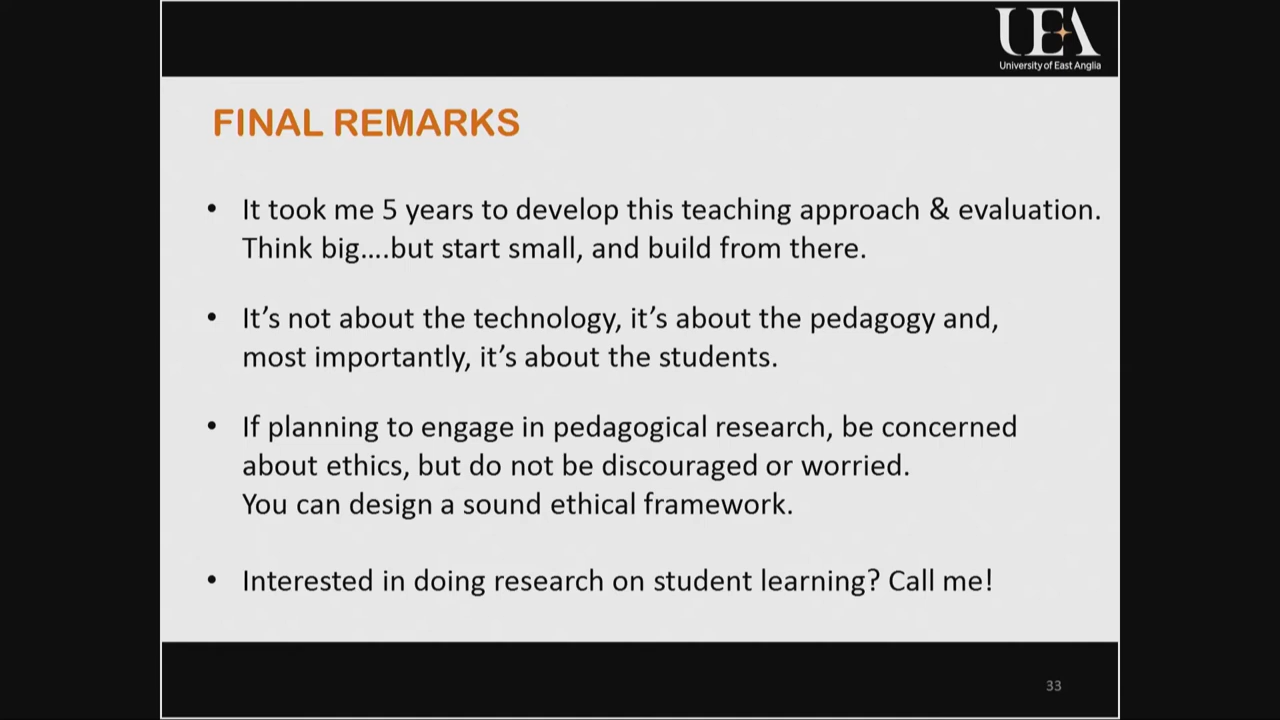 UEA
University of East Anglia
FINAL REMARKS
• It took me 5 years to develop this teaching approach & evaluation.
Think big....but start small, and build from there.
• It’s not about the technology, it’s about the pedagogy and,
most importantly, it’s about the students.
• If planning to engage in pedagogical research, be concerned
about ethics, but do not be discouraged or worried.
You can design a sound ethical framework.
• Interested in doing research on student learning? Call me!
33